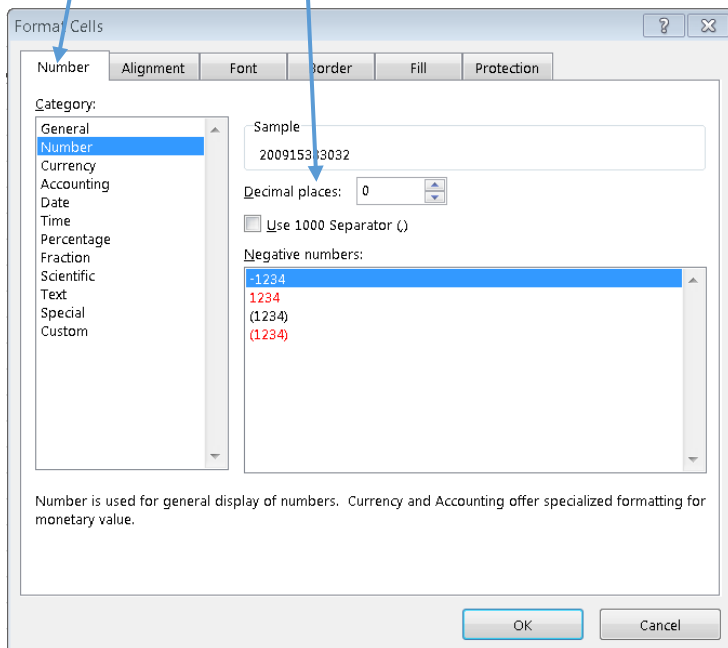 Format Cells
Number Alignment Font Border Fill Protection
Category:
General
Number
Currency
Accounting
Date
Time
Percentage
Fraction
Scientific
Text
Special
Custom
Sample
Decimal places: 0
Use 1000 Separator (,)
Negative numbers:
-1234
1234
(1234)
(1234)
Number is used for general display of numbers. Currency and Accounting offer specialized formatting for
monetary value.
OK Cancel